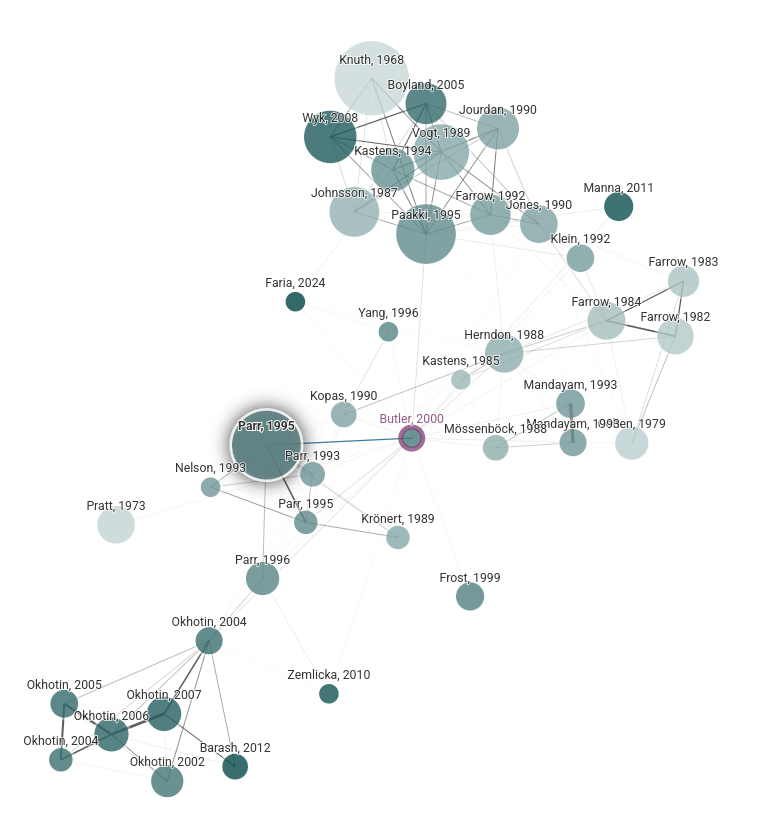 Knuth, 1968
Boyland, 2005
Jourdan, 1990
Wyk, 2008
Vogt, 1989
Kastens, 1994
Manna, 2011
Johnsson, 1987
Farrow, 1992
Jones, 1990
Paakki, 1995
Klein, 1992
Farrow, 1983
Faria, 2024
Farrow, 1984
Yang, 1996
Farrow, 1982
Herndon, 1988
Kastens, 1985
Mandayam, 1993
Kopas, 1990
Butler, 2000
Parr, 1995
Mössenböck, 1988
Mandayam, 1993
1979
Parr, 1993
Nelson, 1993
Pratt, 1973
Parr, 1995
Krönert, 1989
Parr, 1996
Frost, 1999
Okhotin, 2004
Zemlicka, 2010
Okhotin, 2005
Okhotin, 2007
Okhotin, 2006
Okhotin, 2004
Barash, 2012
Okhotin, 2002